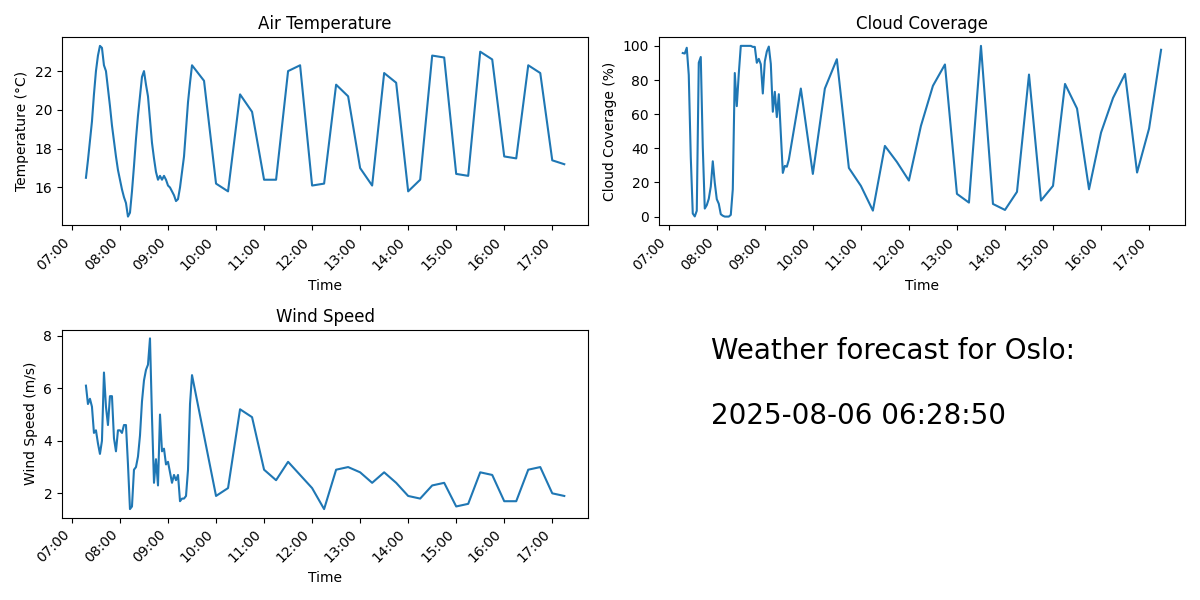 Air Temperature
Temperature (°C)
22
20
18
16
07:00 08:00 09:00 10:00 11:00 12:00 13:00 14:00 15:00 16:00 17:00
Time
Cloud Coverage
Cloud Coverage (%)
100
80
60
40
20
0
07:00 08:00 09:00 10:00 11:00 12:00 13:00 14:00 15:00 16:00 17:00
Time
Wind Speed
Wind Speed (m/s)
8
6
4
2
07:00 08:00 09:00 10:00 11:00 12:00 13:00 14:00 15:00 16:00 17:00
Time
Weather forecast for Oslo:
2025-08-06 06:28:50